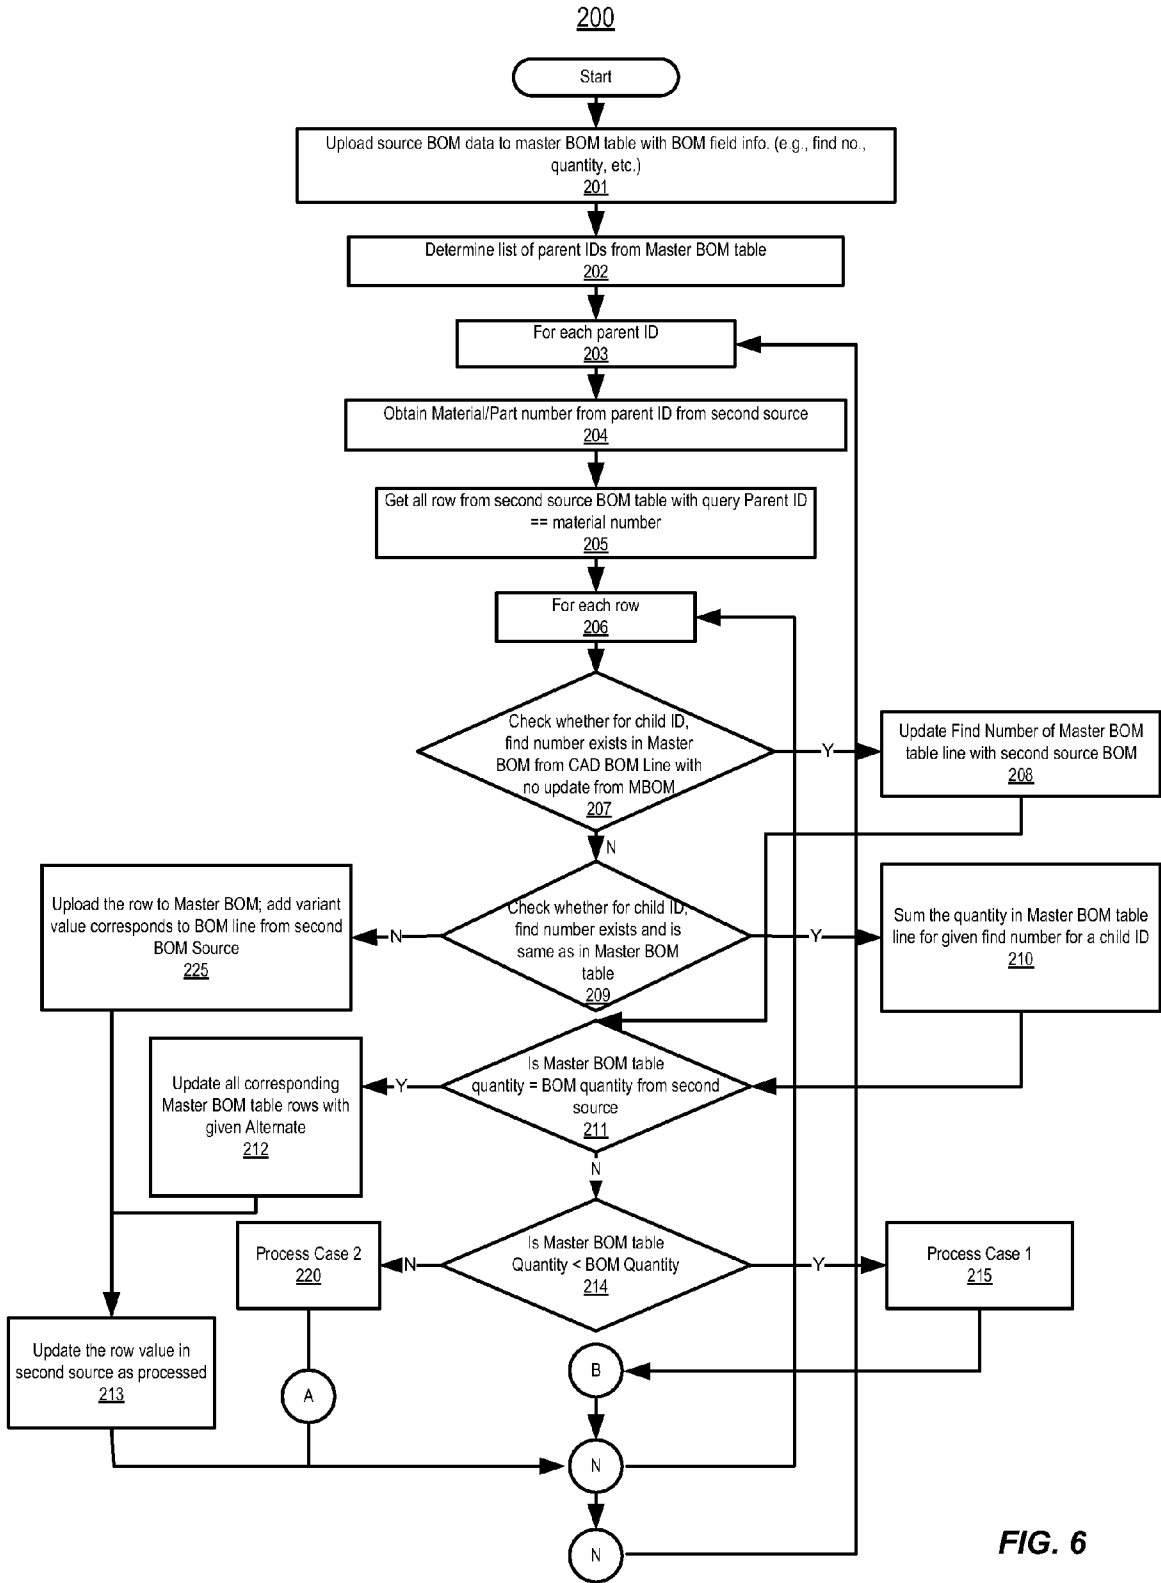 200
Start
Upload source BOM data to master BOM table with BOM field info. (e.g., find no.,
quantity, etc.)
201
Determine list of parent IDs from Master BOM table
202
For each parent ID
203
Obtain Material/Part number from parent ID from second source
204
Get all row from second source BOM table with query Parent ID
== material number
205
For each row
206
Check whether for child ID,
find number exists in Master
BOM from CAD BOM Line with
no update from MBOM
207
Y
Update Find Number of Master BOM
table line with second source BOM
208
N
Check whether for child ID,
find number exists and is
same as in Master BOM
table
209
N
Upload the row to Master BOM; add variant
value corresponds to BOM line from second
BOM Source
225
Y
Sum the quantity in Master BOM table
line for given find number for a child ID
210
Is Master BOM table
quantity = BOM quantity from second
source
211
Y
Update all corresponding
Master BOM table rows with
given Alternate
212
N
Is Master BOM table
Quantity < BOM Quantity
214
N
Process Case 2
220
Y
Process Case 1
215
Update the row value in
second source as processed
213
A
B
N
N
FIG. 6